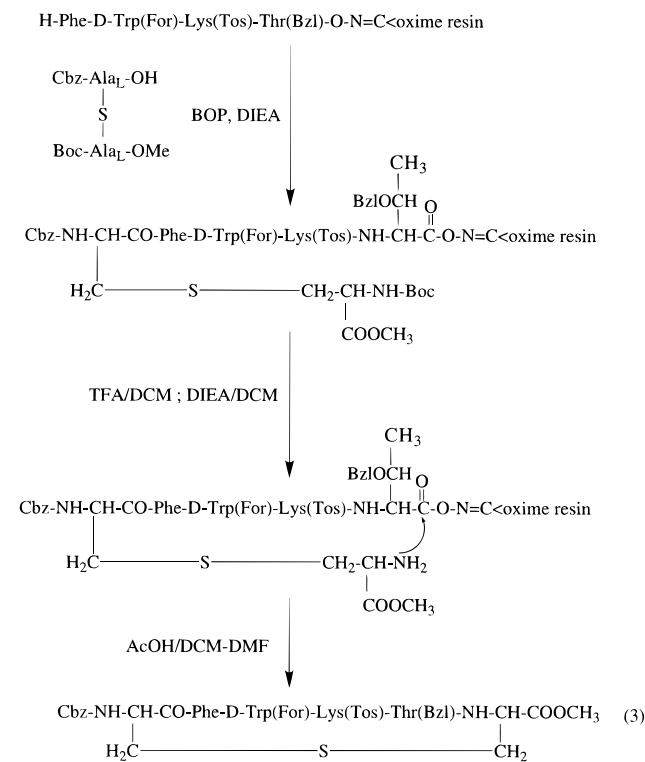 H-Phe-D-Trp(For)-Lys(Tos)-Thr(Bzl)-O-N=C<oxime resin
Cbz-Ala_L-OH
S
BOP, DIEA
Boc-Ala_L-OMe
CH₃
BzlOCH O
Cbz-NH-CH-CO-Phe-D-Trp(For)-Lys(Tos)-NH-CH-C-O-N=C<oxime resin
H₂C S CH₂-CH-NH-Boc
COOCH₃
TFA/DCM ; DIEA/DCM
CH₃
BzlOCH O
Cbz-NH-CH-CO-Phe-D-Trp(For)-Lys(Tos)-NH-CH-C-O-N=C<oxime resin
H₂C S CH₂-CH-NH₂
COOCH₃
AcOH/DCM-DMF
Cbz-NH-CH-CO-Phe-D-Trp(For)-Lys(Tos)-Thr(Bzl)-NH-CH-COOCH₃ (3)
H₂C S CH₂